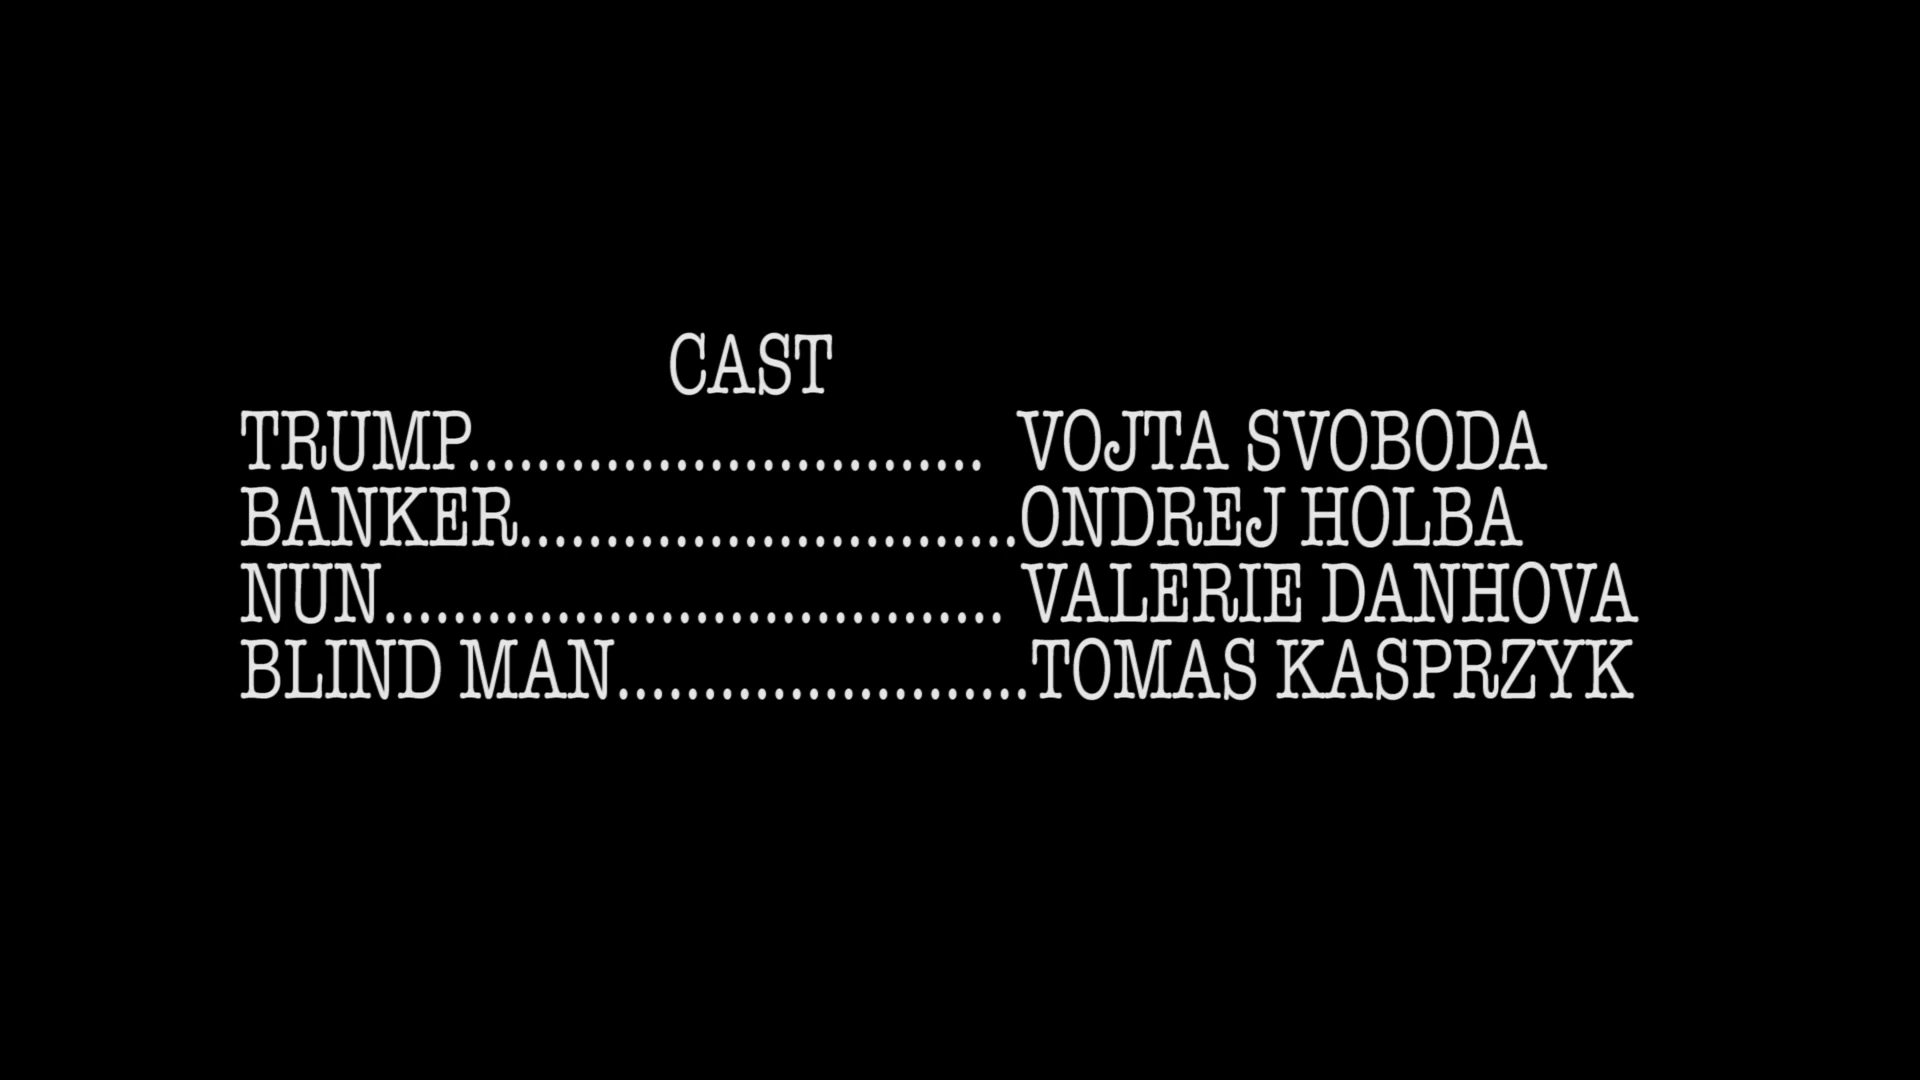 CAST
TRUMP.............................. VOJTA SVOBODA
BANKER.............................ONDREJ HOLBA
NUN.................................... VALERIE DANHOVA
BLIND MAN........................TOMAS KASPRZYK